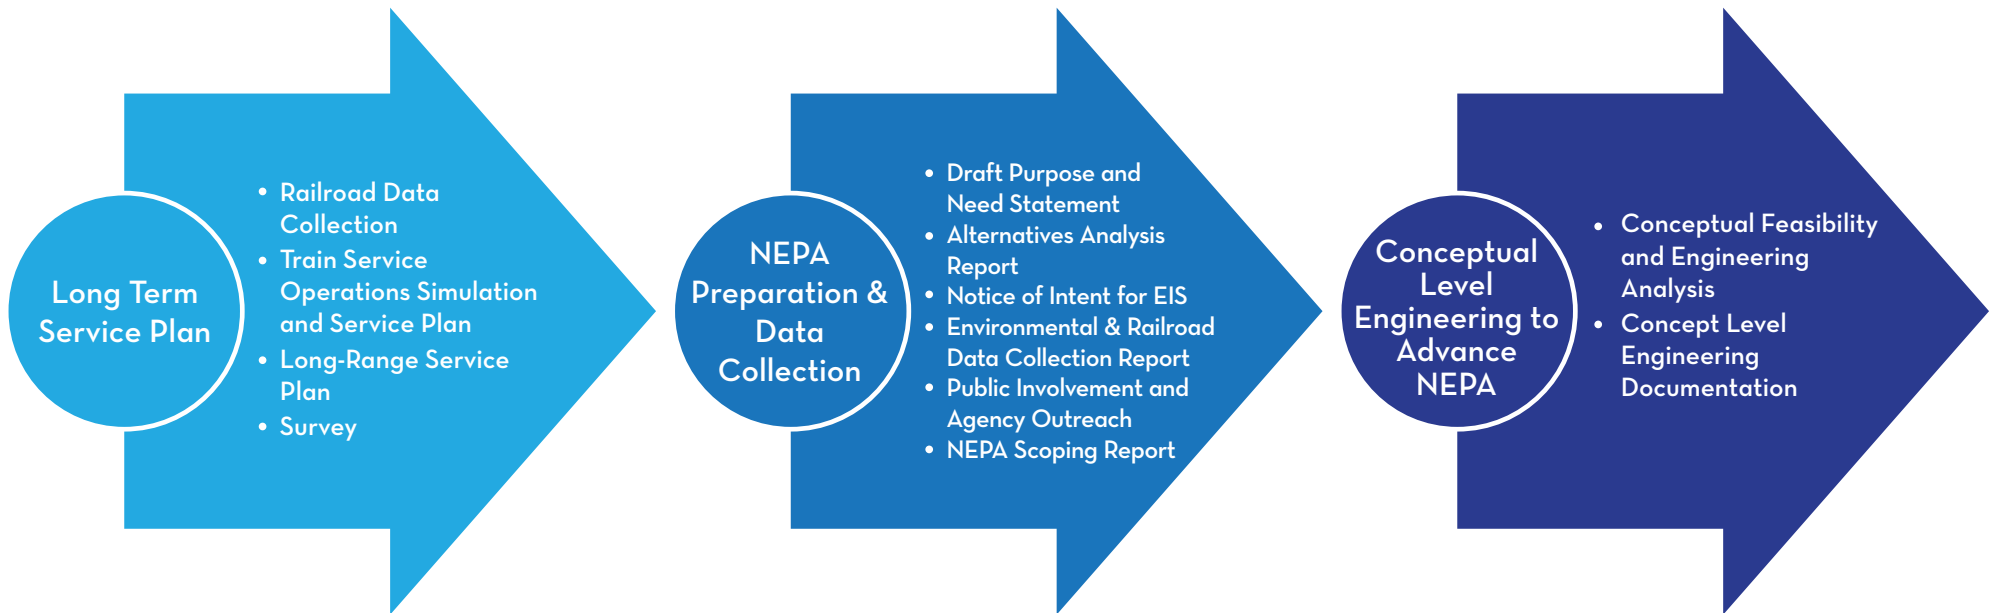 Long Term
Service Plan
• Railroad Data
Collection
• Train Service
Operations Simulation
and Service Plan
• Long-Range Service
Plan
• Survey
NEPA
Preparation &
Data
Collection
• Draft Purpose and
Need Statement
• Alternatives Analysis
Report
• Notice of Intent for EIS
• Environmental & Railroad
Data Collection Report
• Public Involvement and
Agency Outreach
• NEPA Scoping Report
Conceptual
Level
Engineering to
Advance
NEPA
• Conceptual Feasibility
and Engineering
Analysis
• Concept Level
Engineering
Documentation